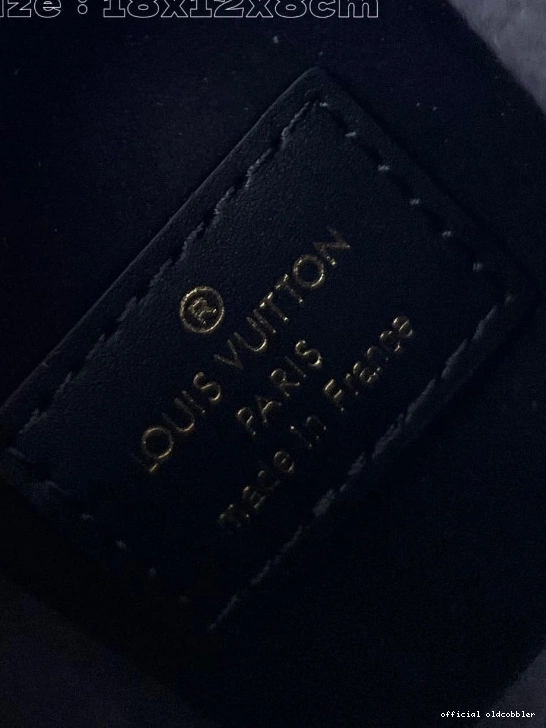 ize : 18x12x8cm
®
LOUIS VUITTON
PARIS
made in France
official oldcobbler